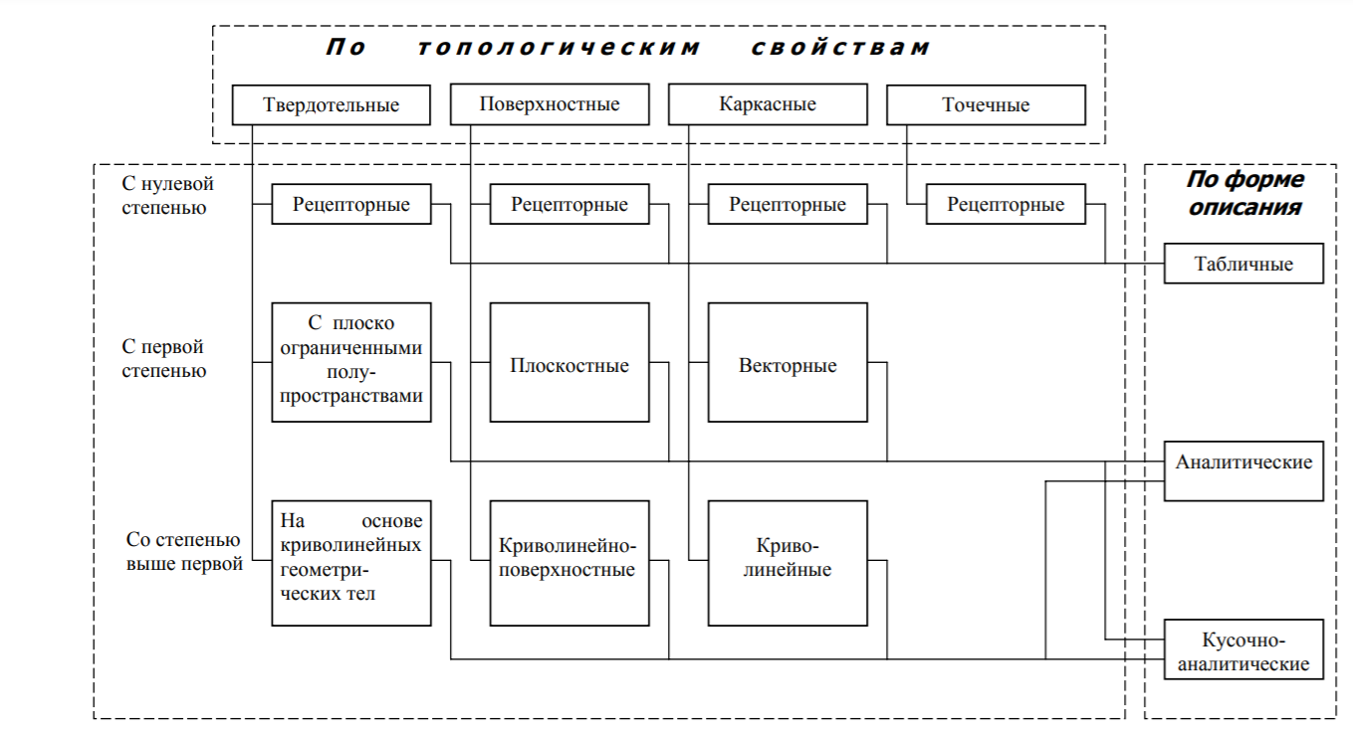 По топологическим свойствам
Твердотельные
Поверхностные
Каркасные
Точечные
С нулевой
степенью
Рецепторные
Рецепторные
Рецепторные
Рецепторные
По форме
описания
Табличные
С первой
степенью
С плоско
ограниченными
полу-
пространствами
Плоскостные
Векторные
Аналитические
Со степенью
выше первой
На основе
криволинейных
геометри-
ческих тел
Криволинейно-
поверхностные
Криво-
линейные
Кусочно-
аналитические